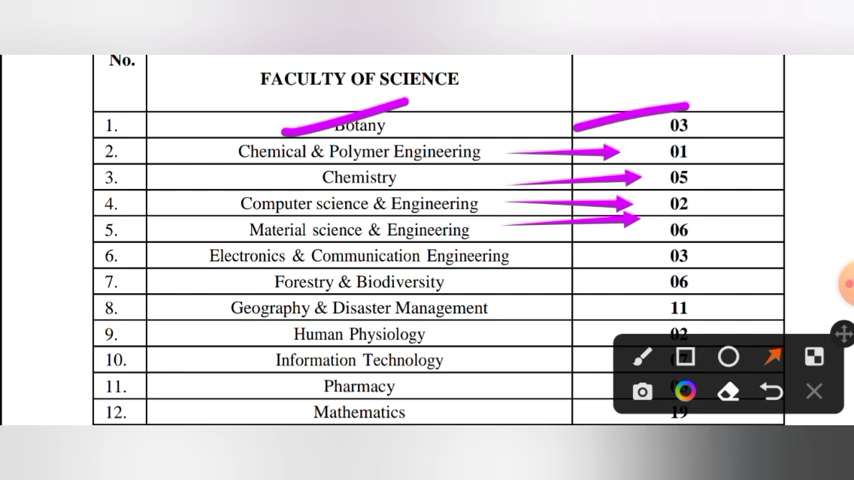 No.
FACULTY OF SCIENCE
1. Botany 03
2. Chemical & Polymer Engineering 01
3. Chemistry 05
4. Computer science & Engineering 02
5. Material science & Engineering 06
6. Electronics & Communication Engineering 03
7. Forestry & Biodiversity 06
8. Geography & Disaster Management 11
9. Human Physiology 02
10. Information Technology
11. Pharmacy
12. Mathematics 19